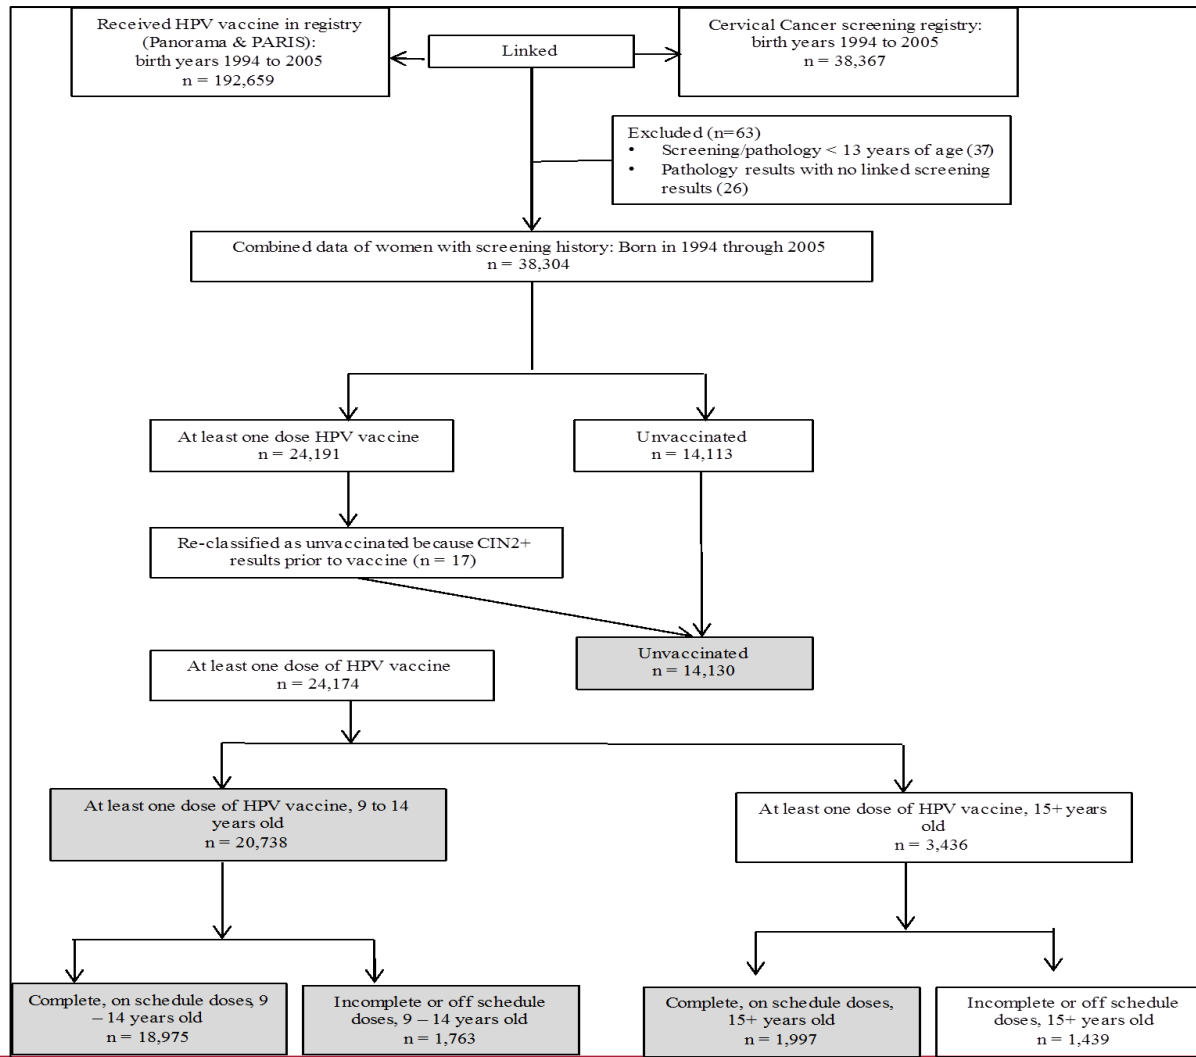 Received HPV vaccine in registry
(Panorama & PARIS):
birth years 1994 to 2005
n = 192,659
Linked
Cervical Cancer screening registry:
birth years 1994 to 2005
n = 38,367
Excluded (n=63)
• Screening/pathology < 13 years of age (37)
• Pathology results with no linked screening
results (26)
Combined data of women with screening history: Born in 1994 through 2005
n = 38,304
At least one dose HPV vaccine
n = 24,191
Unvaccinated
n = 14,113
Re-classified as unvaccinated because CIN2+
results prior to vaccine (n = 17)
Unvaccinated
n = 14,130
At least one dose of HPV vaccine
n = 24,174
At least one dose of HPV vaccine, 9 to 14
years old
n = 20,738
At least one dose of HPV vaccine, 15+ years
old
n = 3,436
Complete, on schedule doses, 9
– 14 years old
n = 18,975
Incomplete or off schedule
doses, 9 – 14 years old
n = 1,763
Complete, on schedule doses,
15+ years old
n = 1,997
Incomplete or off schedule
doses, 15+ years old
n = 1,439